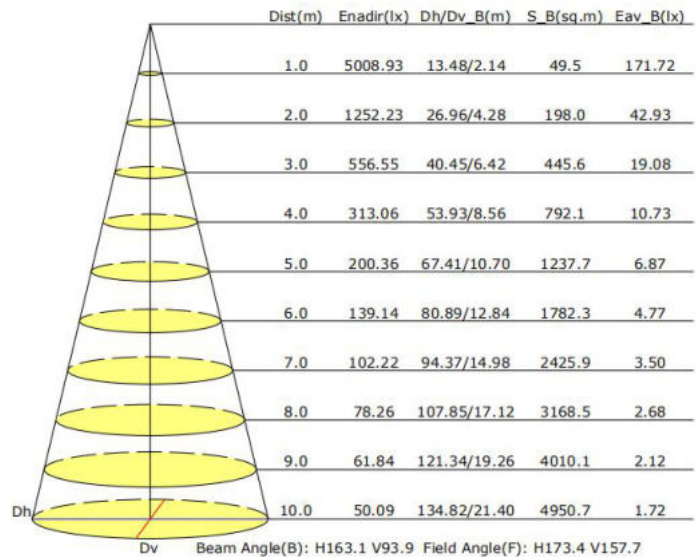 Dist(m) Enadir(lx) Dh/Dv_B(m) S_B(sq.m) Eav_B(lx)
1.0 5008.93 13.48/2.14 49.5 171.72
2.0 1252.23 26.96/4.28 198.0 42.93
3.0 556.55 40.45/6.42 445.6 19.08
4.0 313.06 53.93/8.56 792.1 10.73
5.0 200.36 67.41/10.70 1237.7 6.87
6.0 139.14 80.89/12.84 1782.3 4.77
7.0 102.22 94.37/14.98 2425.9 3.50
8.0 78.26 107.85/17.12 3168.5 2.68
9.0 61.84 121.34/19.26 4010.1 2.12
Dh 10.0 50.09 134.82/21.40 4950.7 1.72
Dv Beam Angle(B): H163.1 V93.9 Field Angle(F): H173.4 V157.7